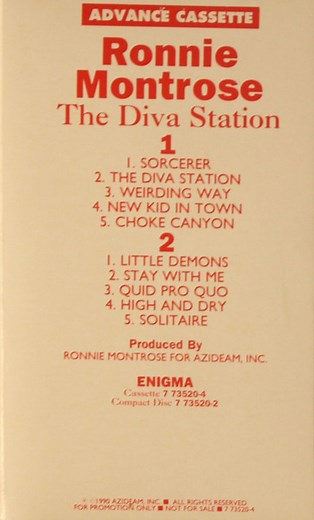 ADVANCE CASSETTE
Ronnie
Montrose
The Diva Station
1
1. SORCERER
2. THE DIVA STATION
3. WEIRDING WAY
4. NEW KID IN TOWN
5. CHOKE CANYON
2
1. LITTLE DEMONS
2. STAY WITH ME
3. QUID PRO QUO
4. HIGH AND DRY
5. SOLITAIRE
Produced By
RONNIE MONTROSE FOR AZIDEAM, INC.
ENIGMA
Cassette 7 73520-4
Compact Disc 7 73520-2
1990 AZIDEAM, INC. ■ ALL RIGHTS RESERVED
FOR PROMOTION ONLY ■ NOT FOR SALE ■ 7 73520-4